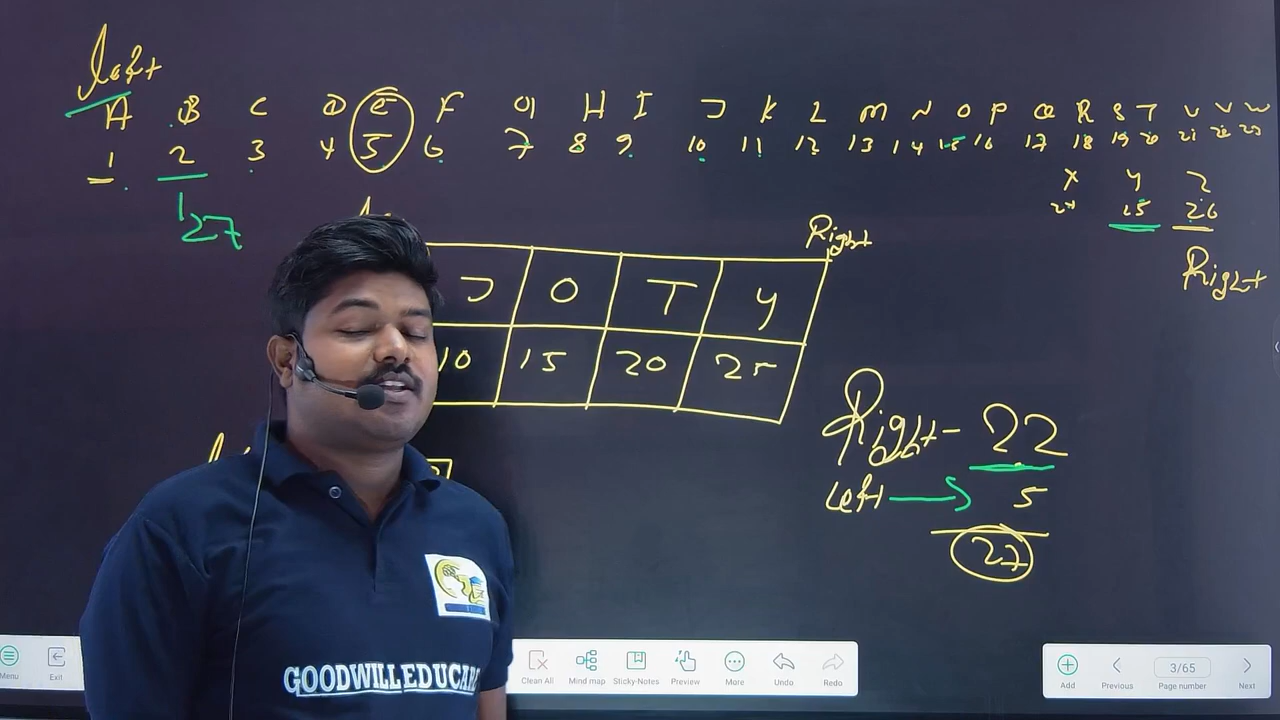 left
A B C D E F G H I J K L M N O P Q R S T U V W
1 2 3 4 5 6 7 8 9 10 11 12 13 14 15 16 17 18 19 20 21 22 23
X Y Z
24 25 26
27
Right
Right
J O T Y
10 15 20 25
Right - 22
Left → 5
27
GOODWILLEDUCARE
Menu Exit Clean All Mind map Sticky-Notes Preview More Undo Redo Add Previous 3/65 Page number Next